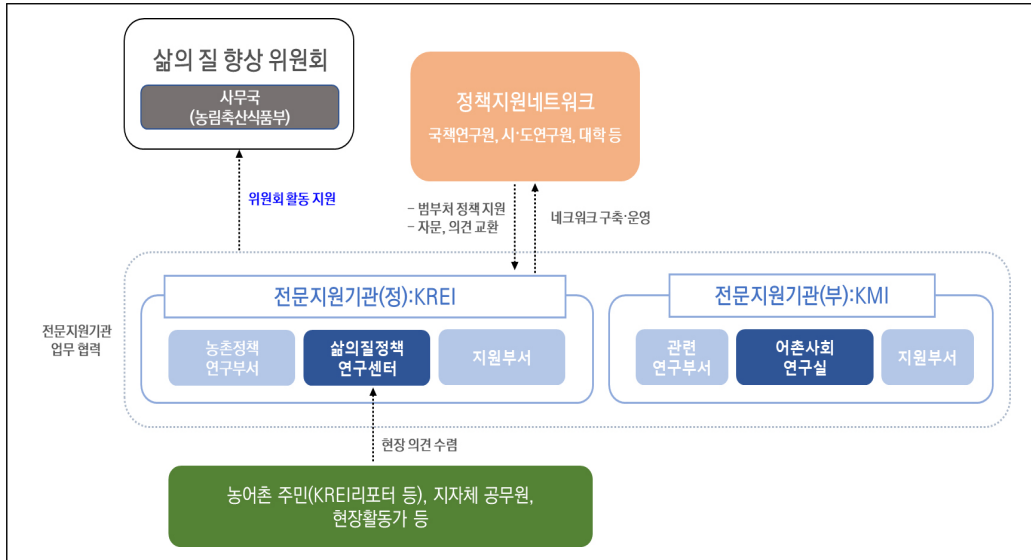 삶의 질 향상 위원회
사무국
(농림축산식품부)
정책지원네트워크
국책연구원, 시·도연구원, 대학 등
위원회 활동 지원
- 범부처 정책 지원
- 자문, 의견 교환
네크워크 구축·운영
전문지원기관
업무 협력
전문지원기관(정):KREI
농촌정책
연구부서
삶의질정책
연구센터
지원부서
전문지원기관(부):KMI
관련
연구부서
어촌사회
연구실
지원부서
현장 의견 수렴
농어촌 주민(KREI리포터 등), 지자체 공무원,
현장활동가 등